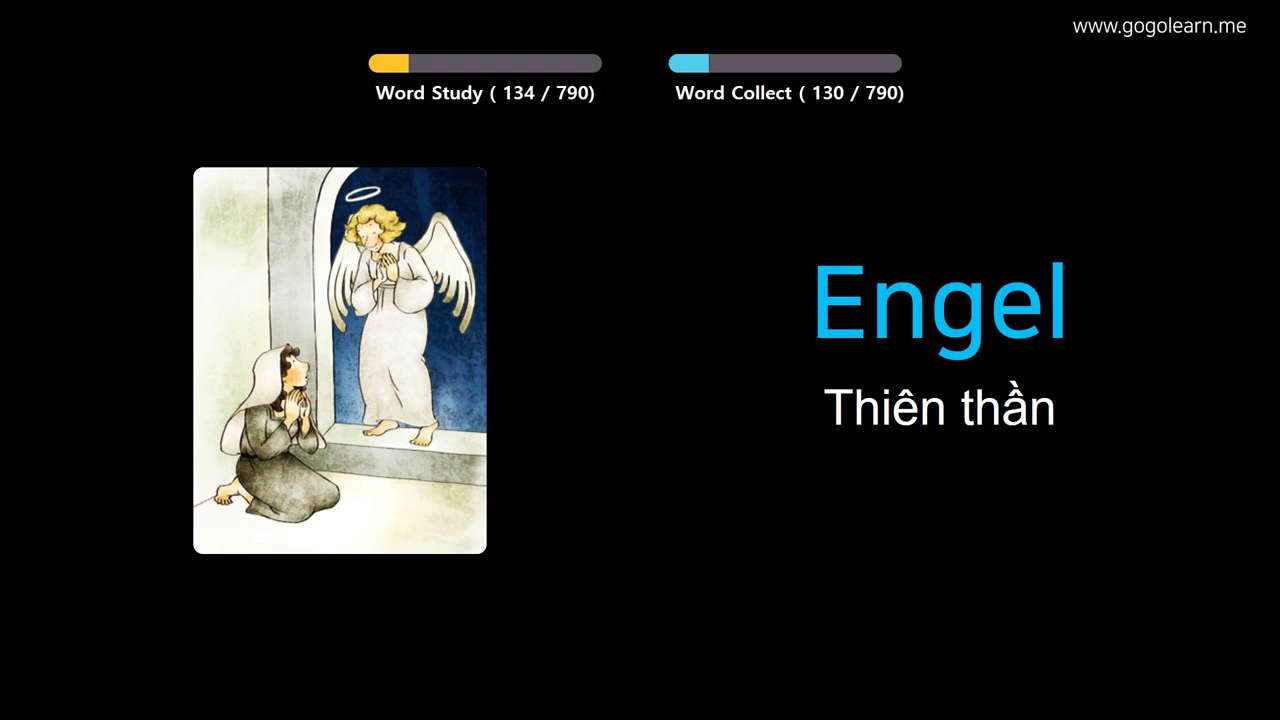 www.gogolearn.me
Word Study ( 134 / 790)
Word Collect ( 130 / 790)
Engel
Thiên thần